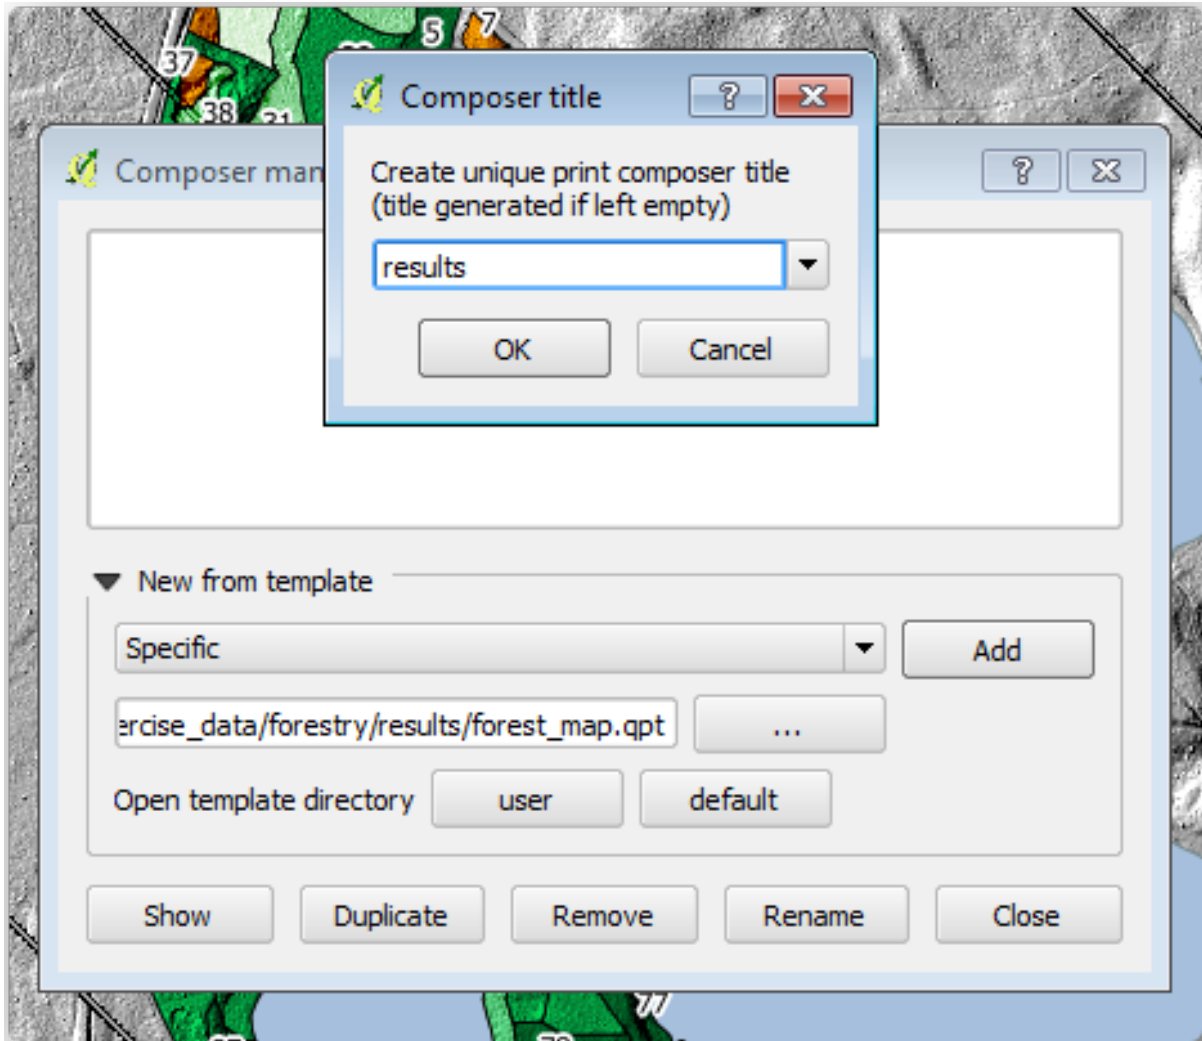 5
7
37
38
31
Composer title
Composer man
Create unique print composer title
(title generated if left empty)
results
OK
Cancel
New from template
Specific
Add
ercise_data/forestry/results/forest_map.qpt
...
Open template directory
user
default
Show
Duplicate
Remove
Rename
Close
77